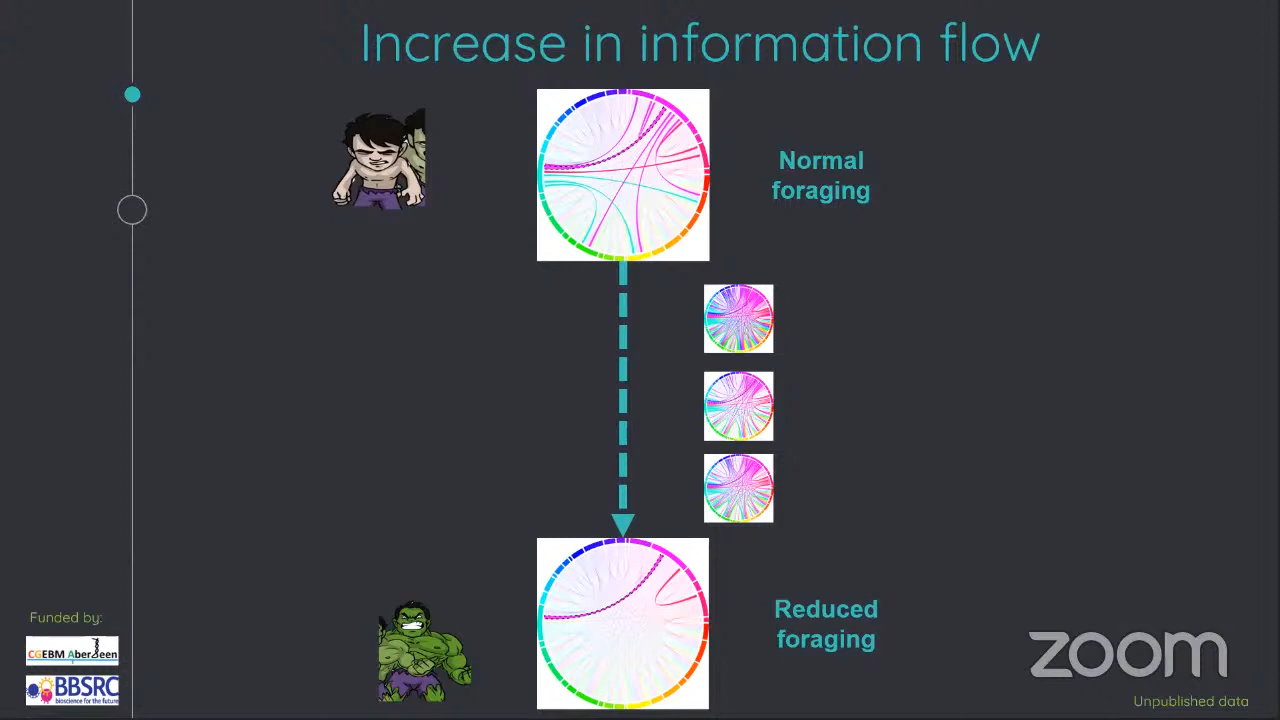 Increase in information flow
Normal
foraging
Reduced
foraging
Funded by:
CGEBM Aberdeen
BBSRC
bioscience for the future
zoom
Unpublished data